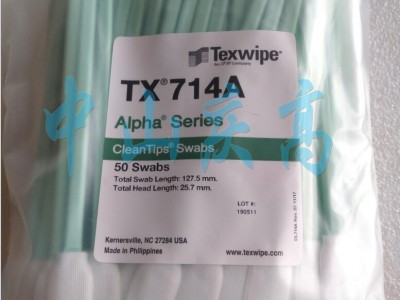 Texwipe®
An ITW Company
TX®714A
Alpha® Series
CleanTips® Swabs
50 Swabs
Total Swab Length: 127.5 mm.
Total Head Length: 25.7 mm.
LOT #:
190511
Kernersville, NC 27284 USA
Made in Philippines
www.texwipe.com
中山庆高